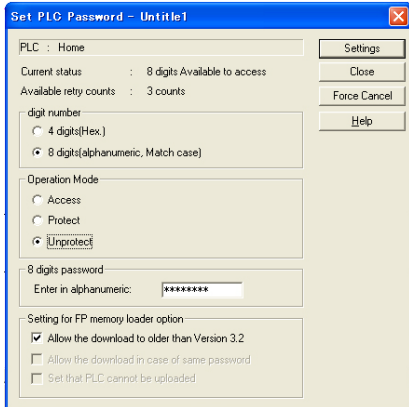 Set PLC Password - Untitle1
PLC : Home
Settings
Current status : 8 digits Available to access
Close
Available retry counts : 3 counts
Force Cancel
digit number
Help
4 digits(Hex.)
8 digits(alphanumeric, Match case)
Operation Mode
Access
Protect
Unprotect
8 digits password
Enter in alphanumeric: ********
Setting for FP memory loader option
Allow the download to older than Version 3.2
Allow the download in case of same password
Set that PLC cannot be uploaded